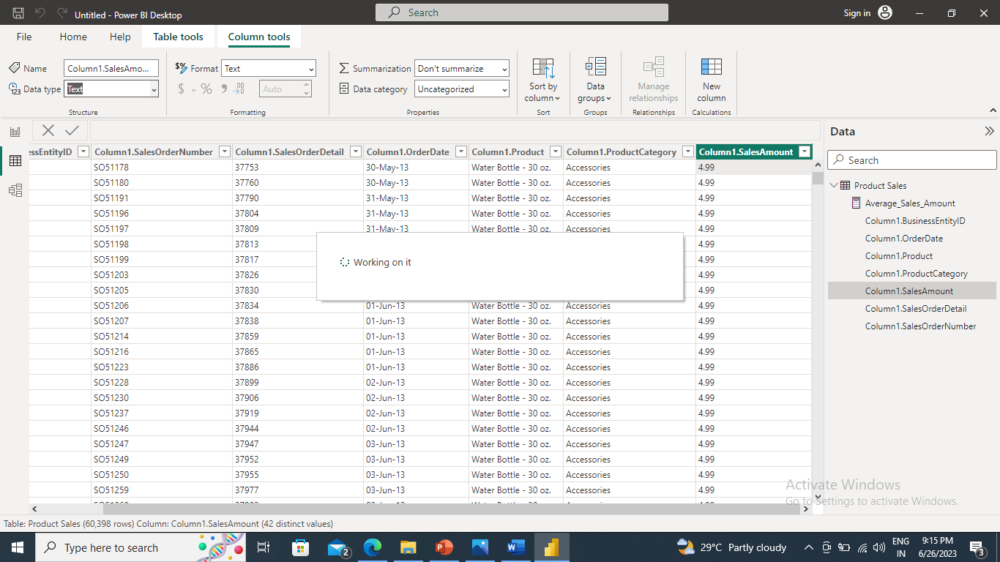 Untitled - Power BI Desktop
Search
Sign in
File Home Help Table tools Column tools
Name Column1.SalesAmo...
Data type Text
Structure
Format Text
$ % 9 .00
Auto
Formatting
Summarization Don't summarize
Data category Uncategorized
Properties
Sort by
column
Sort
Data
groups
Groups
Manage
relationships
Relationships
New
column
Calculations
essEntityID Column1.SalesOrderNumber Column1.SalesOrderDetail Column1.OrderDate Column1.Product Column1.ProductCategory Column1.SalesAmount
SO51178 37753 30-May-13 Water Bottle - 30 oz. Accessories 4.99
SO51180 37760 30-May-13 Water Bottle - 30 oz. Accessories 4.99
SO51191 37790 31-May-13 Water Bottle - 30 oz. Accessories 4.99
SO51196 37804 31-May-13 Water Bottle - 30 oz. Accessories 4.99
SO51197 37809 31-May-13 Water Bottle - 30 oz. Accessories 4.99
SO51198 37813 4.99
SO51199 37817 4.99
SO51203 37826 4.99
SO51205 37830 4.99
Working on it
SO51206 37834 01-Jun-13 Water Bottle - 30 oz. Accessories 4.99
SO51207 37838 01-Jun-13 Water Bottle - 30 oz. Accessories 4.99
SO51214 37859 01-Jun-13 Water Bottle - 30 oz. Accessories 4.99
SO51216 37865 01-Jun-13 Water Bottle - 30 oz. Accessories 4.99
SO51223 37886 01-Jun-13 Water Bottle - 30 oz. Accessories 4.99
SO51228 37899 02-Jun-13 Water Bottle - 30 oz. Accessories 4.99
SO51230 37906 02-Jun-13 Water Bottle - 30 oz. Accessories 4.99
SO51237 37919 02-Jun-13 Water Bottle - 30 oz. Accessories 4.99
SO51246 37944 02-Jun-13 Water Bottle - 30 oz. Accessories 4.99
SO51247 37947 03-Jun-13 Water Bottle - 30 oz. Accessories 4.99
SO51249 37952 03-Jun-13 Water Bottle - 30 oz. Accessories 4.99
SO51250 37955 03-Jun-13 Water Bottle - 30 oz. Accessories 4.99
SO51259 37977 03-Jun-13 Water Bottle - 30 oz. Accessories 4.99
Data
Search
Product Sales
Average_Sales_Amount
Column1.BusinessEntityID
Column1.OrderDate
Column1.Product
Column1.ProductCategory
Column1.SalesAmount
Column1.SalesOrderDetail
Column1.SalesOrderNumber
Activate Windows
Go to Settings to activate Windows.
Table: Product Sales (60,398 rows) Column: Column1.SalesAmount (42 distinct values)
Type here to search
2
29°C Partly cloudy
ENG
IN
9:15 PM
6/26/2023
3